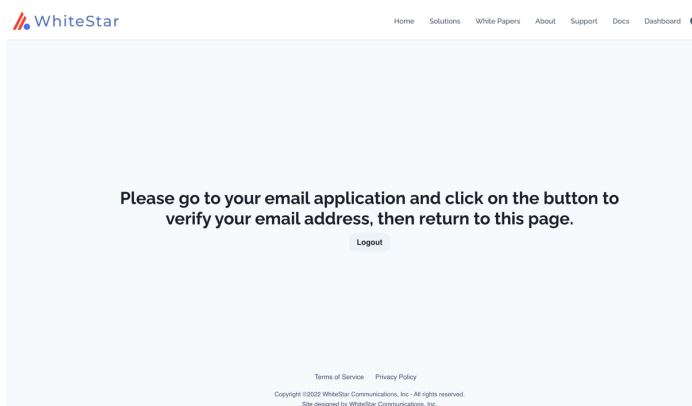 WhiteStar
Home Solutions White Papers About Support Docs Dashboard
Please go to your email application and click on the button to
verify your email address, then return to this page.
Logout
Terms of Service Privacy Policy
Copyright ©2022 WhiteStar Communications, Inc - All rights reserved.
Site designed by WhiteStar Communications, Inc.